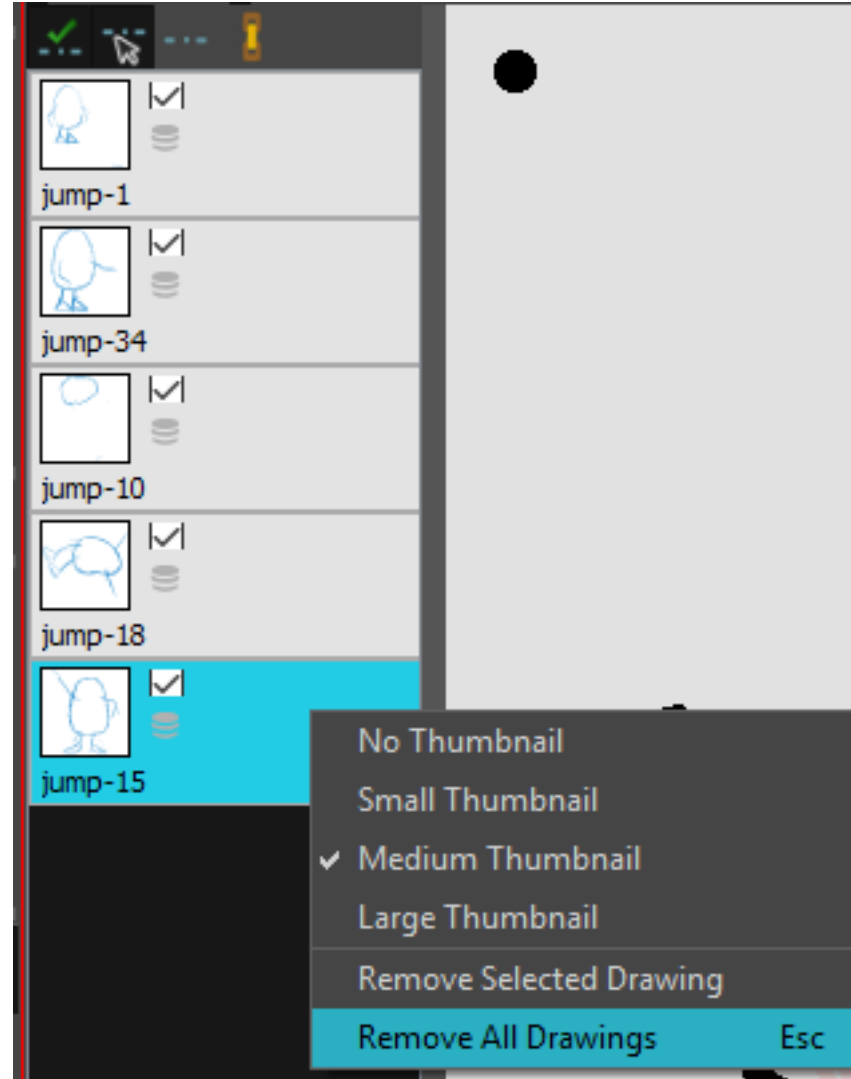 jump-1
jump-34
jump-10
jump-18
jump-15
No Thumbnail
Small Thumbnail
Medium Thumbnail
Large Thumbnail
Remove Selected Drawing
Remove All Drawings Esc